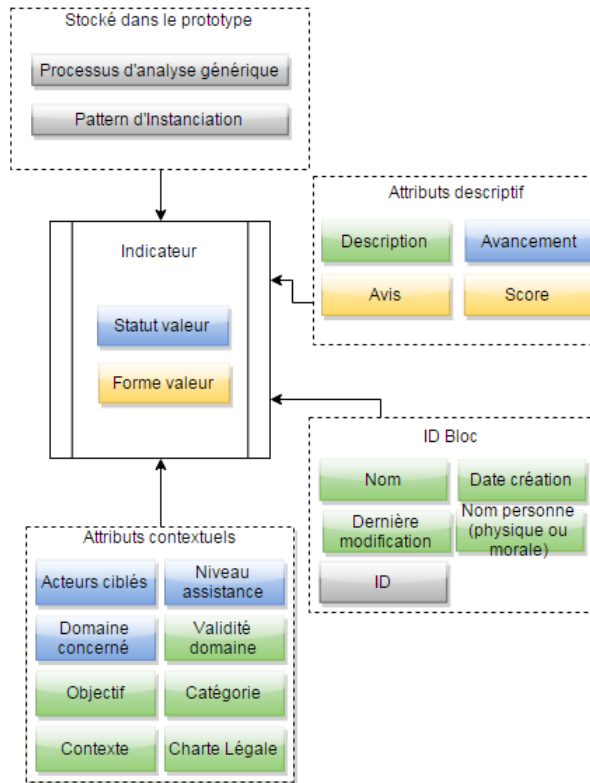 Stocké dans le prototype
Processus d'analyse générique
Pattern d'Instanciation
Attributs descriptif
Description
Avancement
Avis
Score
Indicateur
Statut valeur
Forme valeur
ID Bloc
Nom
Date création
Dernière
modification
Nom personne
(physique ou
morale)
ID
Attributs contextuels
Acteurs ciblés
Niveau
assistance
Domaine
concerné
Validité
domaine
Objectif
Catégorie
Contexte
Charte Légale